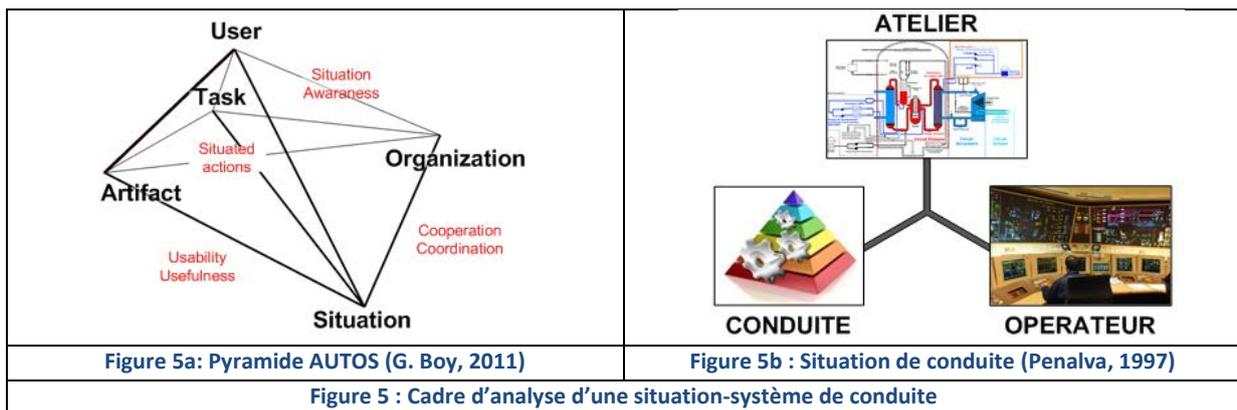 User
Situation
Awaraness
Task
Situated
actions
Organization
Artifact
Cooperation
Coordination
Usability
Usefulness
Situation
Figure 5a: Pyramide AUTOS (G. Boy, 2011)
ATELIER
CONDUITE
OPERATEUR
Figure 5b : Situation de conduite (Penalva, 1997)
Figure 5 : Cadre d’analyse d’une situation-système de conduite